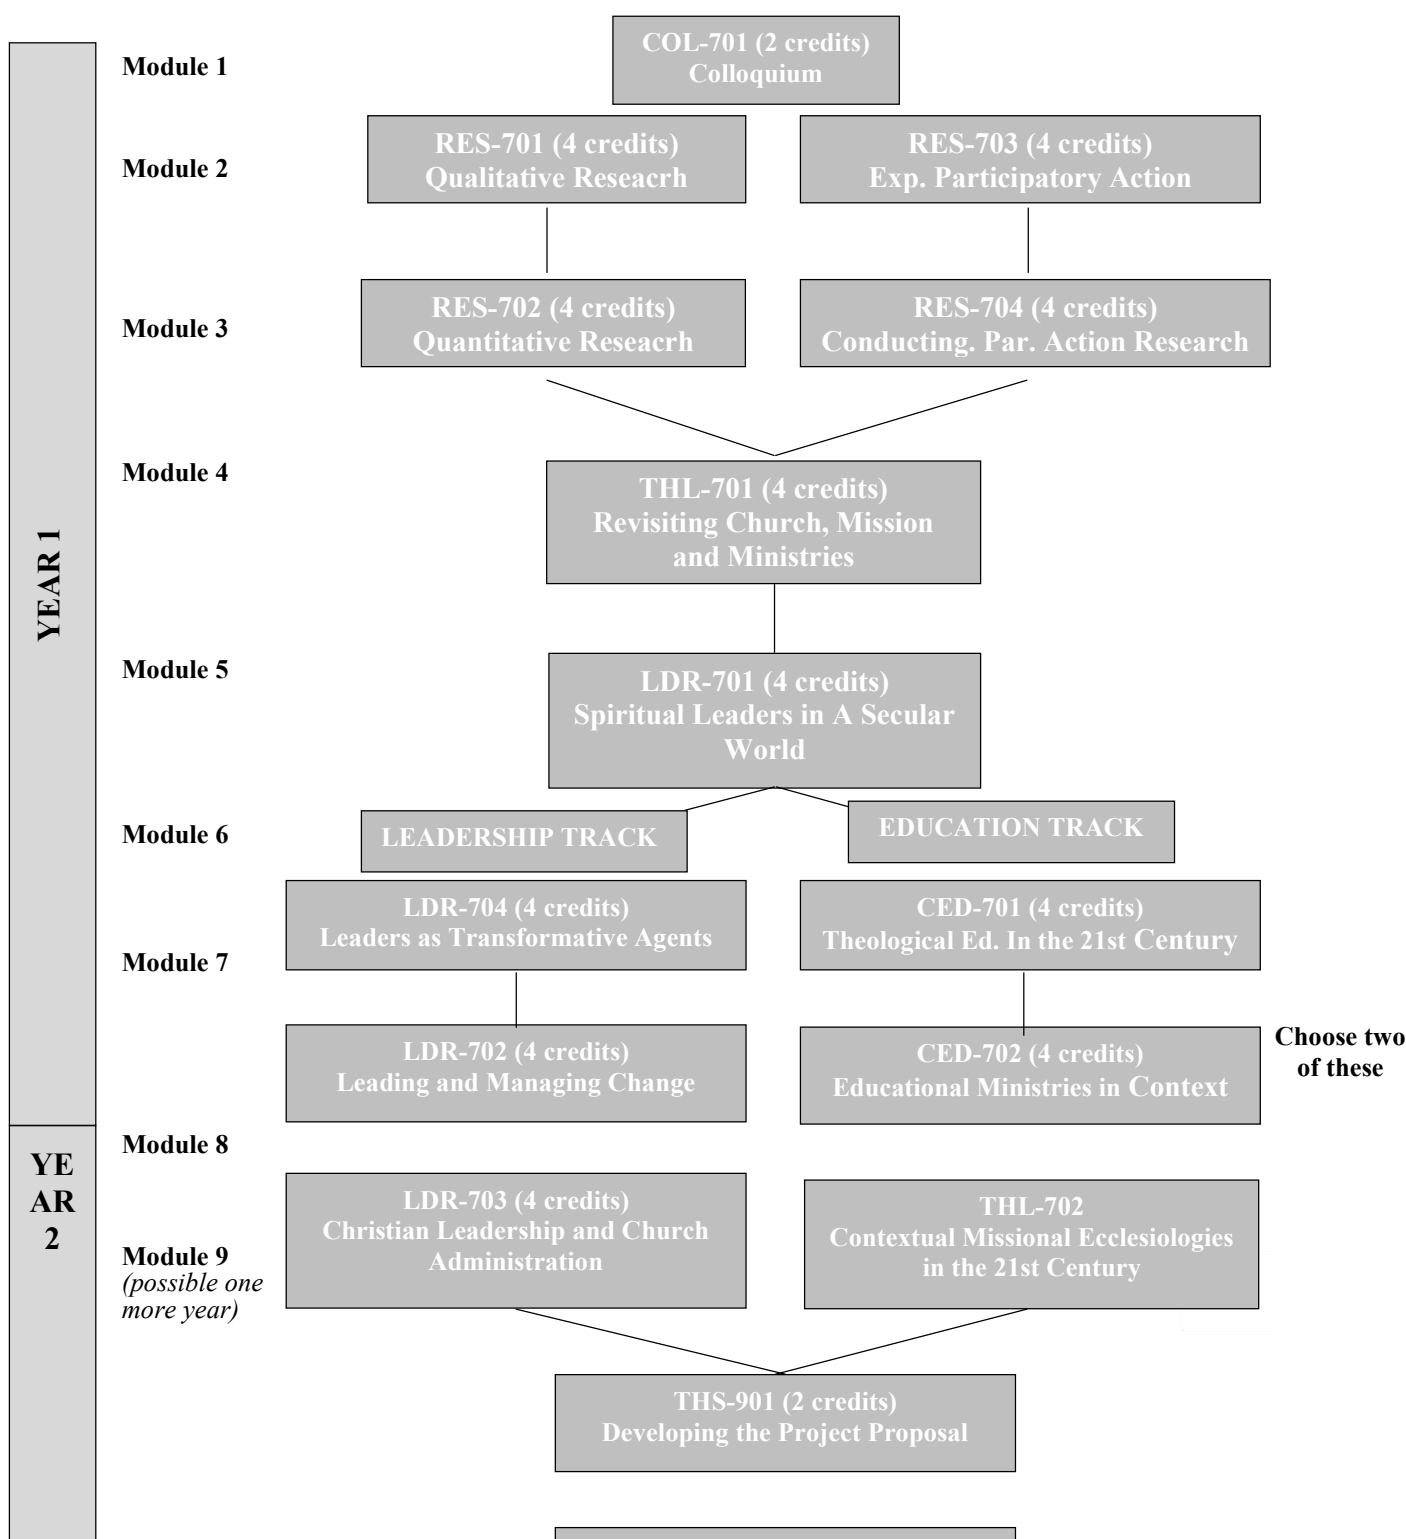 COL-701 (2 credits)
Colloquium
Module 1
RES-701 (4 credits)
Qualitative Reseacrh
RES-703 (4 credits)
Exp. Participatory Action
Module 2
RES-702 (4 credits)
Quantitative Reseacrh
RES-704 (4 credits)
Conducting. Par. Action Research
Module 3
Module 4
THL-701 (4 credits)
Revisiting Church, Mission
and Ministries
YEAR 1
Module 5
LDR-701 (4 credits)
Spiritual Leaders in A Secular
World
Module 6
LEADERSHIP TRACK
EDUCATION TRACK
LDR-704 (4 credits)
Leaders as Transformative Agents
CED-701 (4 credits)
Theological Ed. In the 21st Century
Module 7
LDR-702 (4 credits)
Leading and Managing Change
CED-702 (4 credits)
Educational Ministries in Context
Choose two
of these
Module 8
YE
AR
2
LDR-703 (4 credits)
Christian Leadership and Church
Administration
THL-702
Contextual Missional Ecclesiologies
in the 21st Century
Module 9
(possible one
more year)
THS-901 (2 credits)
Developing the Project Proposal